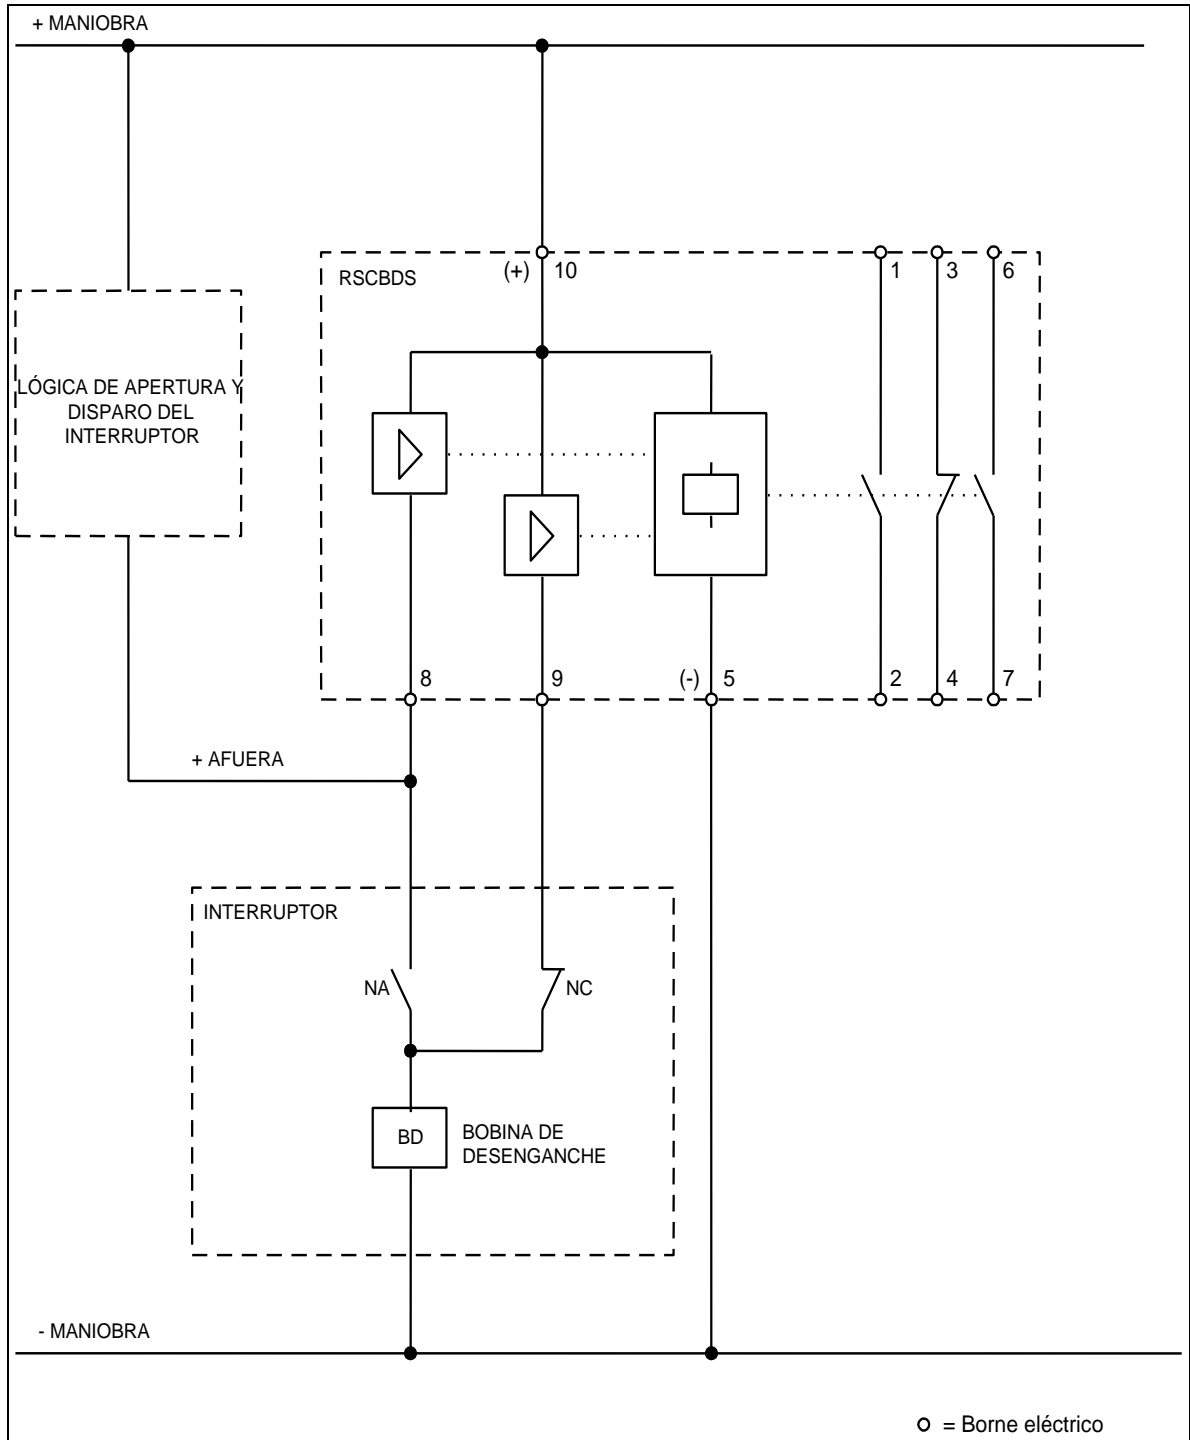 + MANIOBRA
RSCBDS
(+) 10
1
3
6
LÓGICA DE APERTURA Y
DISPARO DEL
INTERRUPTOR
8
9
(-) 5
2
4
7
+ AFUERA
INTERRUPTOR
NA
NC
BD
BOBINA DE
DESENGANCHE
- MANIOBRA
= Borne eléctrico